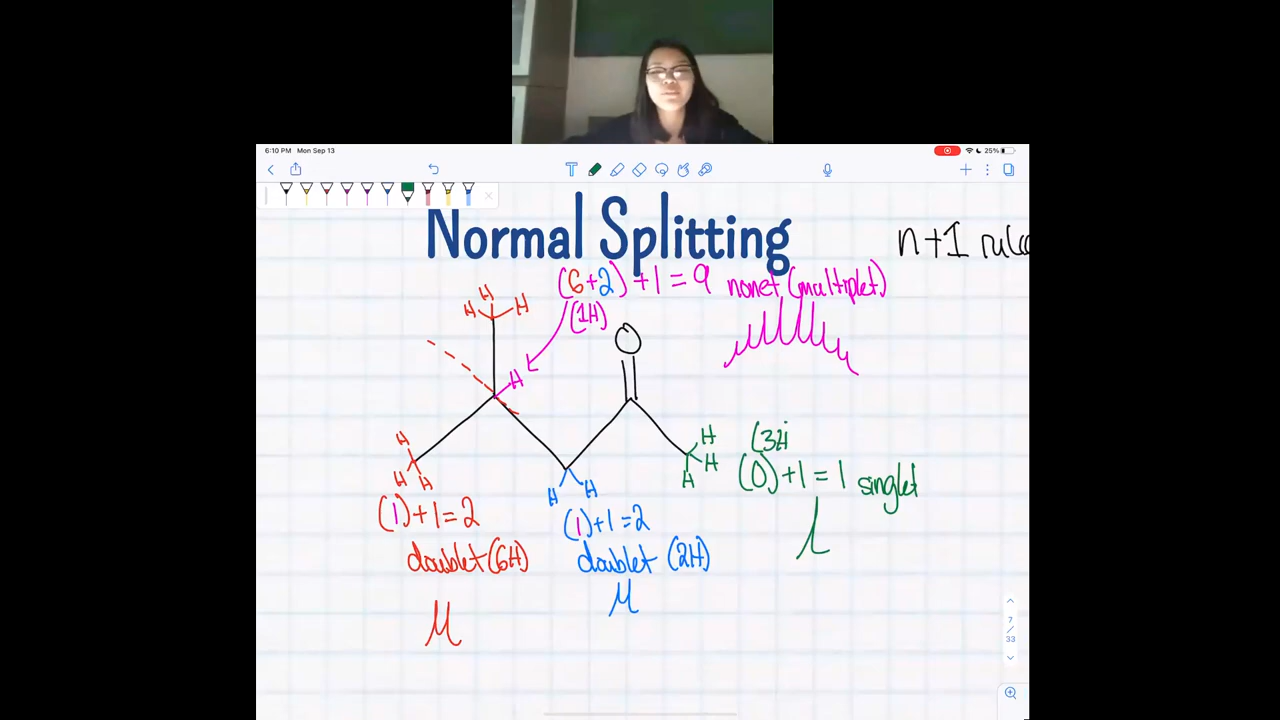 6:10 PM Mon Sep 13
25%
T
Normal Splitting
n+1
(6+2)+1=9 nonet (multiplet)
(1H)
H
H H
H
O
H
H
H
(3H
(0)+1=1 singlet
H
H H
H H
(1)+1=2
doublet (6H)
(1)+1=2
doublet (2H)
7
/
33